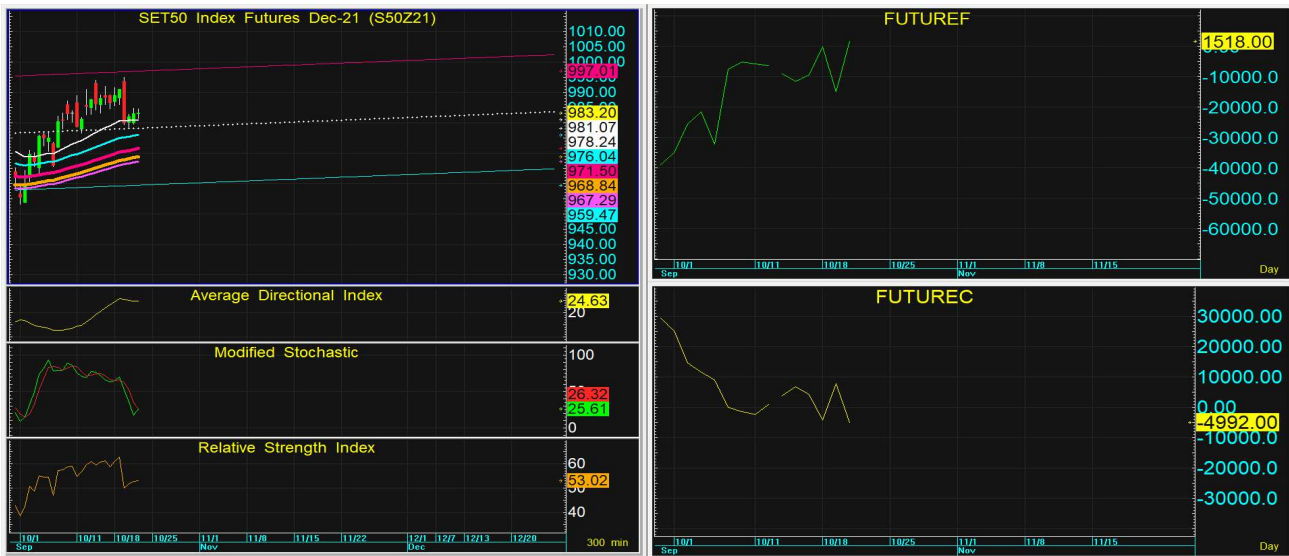 SET50 Index Futures Dec-21 (S50Z21)
1010.00
1005.00
1000.00
997.01
990.00
983.20
981.07
978.24
976.04
971.50
968.84
967.29
959.47
945.00
940.00
935.00
930.00
Average Directional Index
24.63
20
Modified Stochastic
100
26.32
25.61
0
Relative Strength Index
60
53.02
40
10/1 10/11 10/18 10/25 11/1 11/8 11/15 11/22 12/1 12/7 12/13 12/20
Sep Nov Dec
300 min
FUTUREF
1518.00
-10000.0
-20000.0
-30000.0
-40000.0
-50000.0
-60000.0
10/1 10/11 10/18 10/25 11/1 11/8 11/15
Sep Nov
Day
FUTUREC
30000.00
20000.00
10000.00
0.00
-4992.00
-10000.0
-20000.0
-30000.0
10/1 10/11 10/18 10/25 11/1 11/8 11/15
Sep Nov
Day